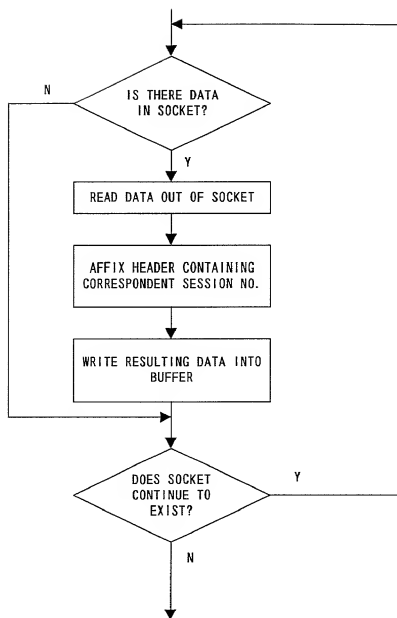 N
IS THERE DATA
IN SOCKET?
Y
READ DATA OUT OF SOCKET
AFFIX HEADER CONTAINING
CORRESPONDENT SESSION NO.
WRITE RESULTING DATA INTO
BUFFER
DOES SOCKET
CONTINUE TO
EXIST?
Y
N